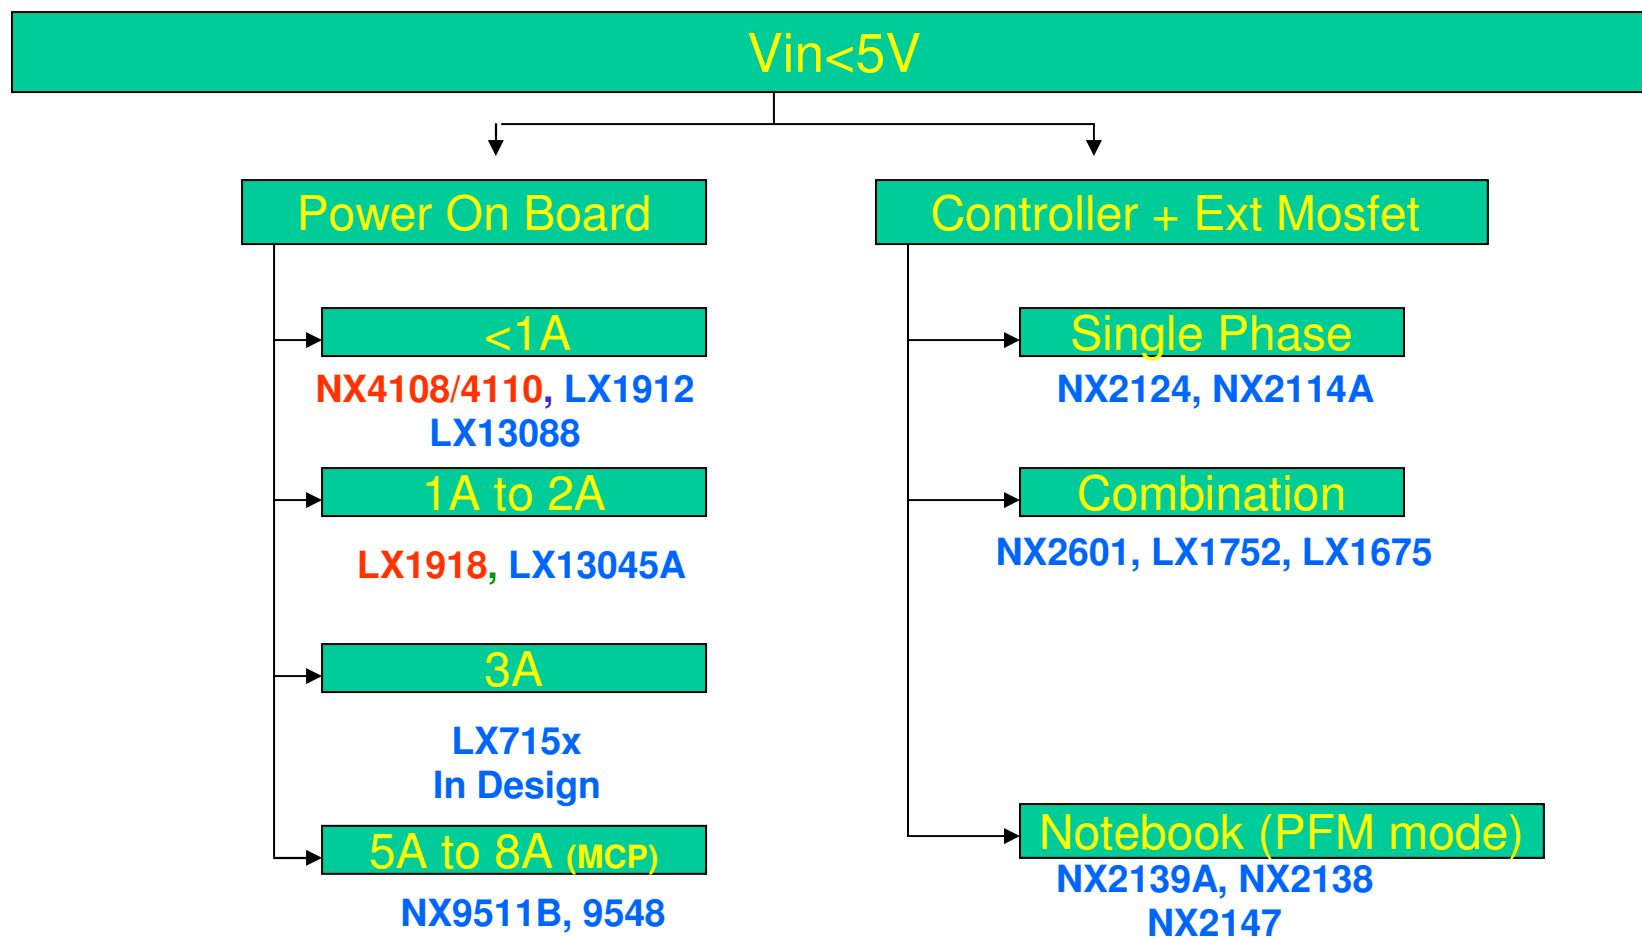 Vin<5V
Power On Board
<1A
NX4108/4110, LX1912
LX13088
1A to 2A
LX1918, LX13045A
3A
LX715x
In Design
5A to 8A (MCP)
NX9511B, 9548
Controller + Ext Mosfet
Single Phase
NX2124, NX2114A
Combination
NX2601, LX1752, LX1675
Notebook (PFM mode)
NX2139A, NX2138
NX2147